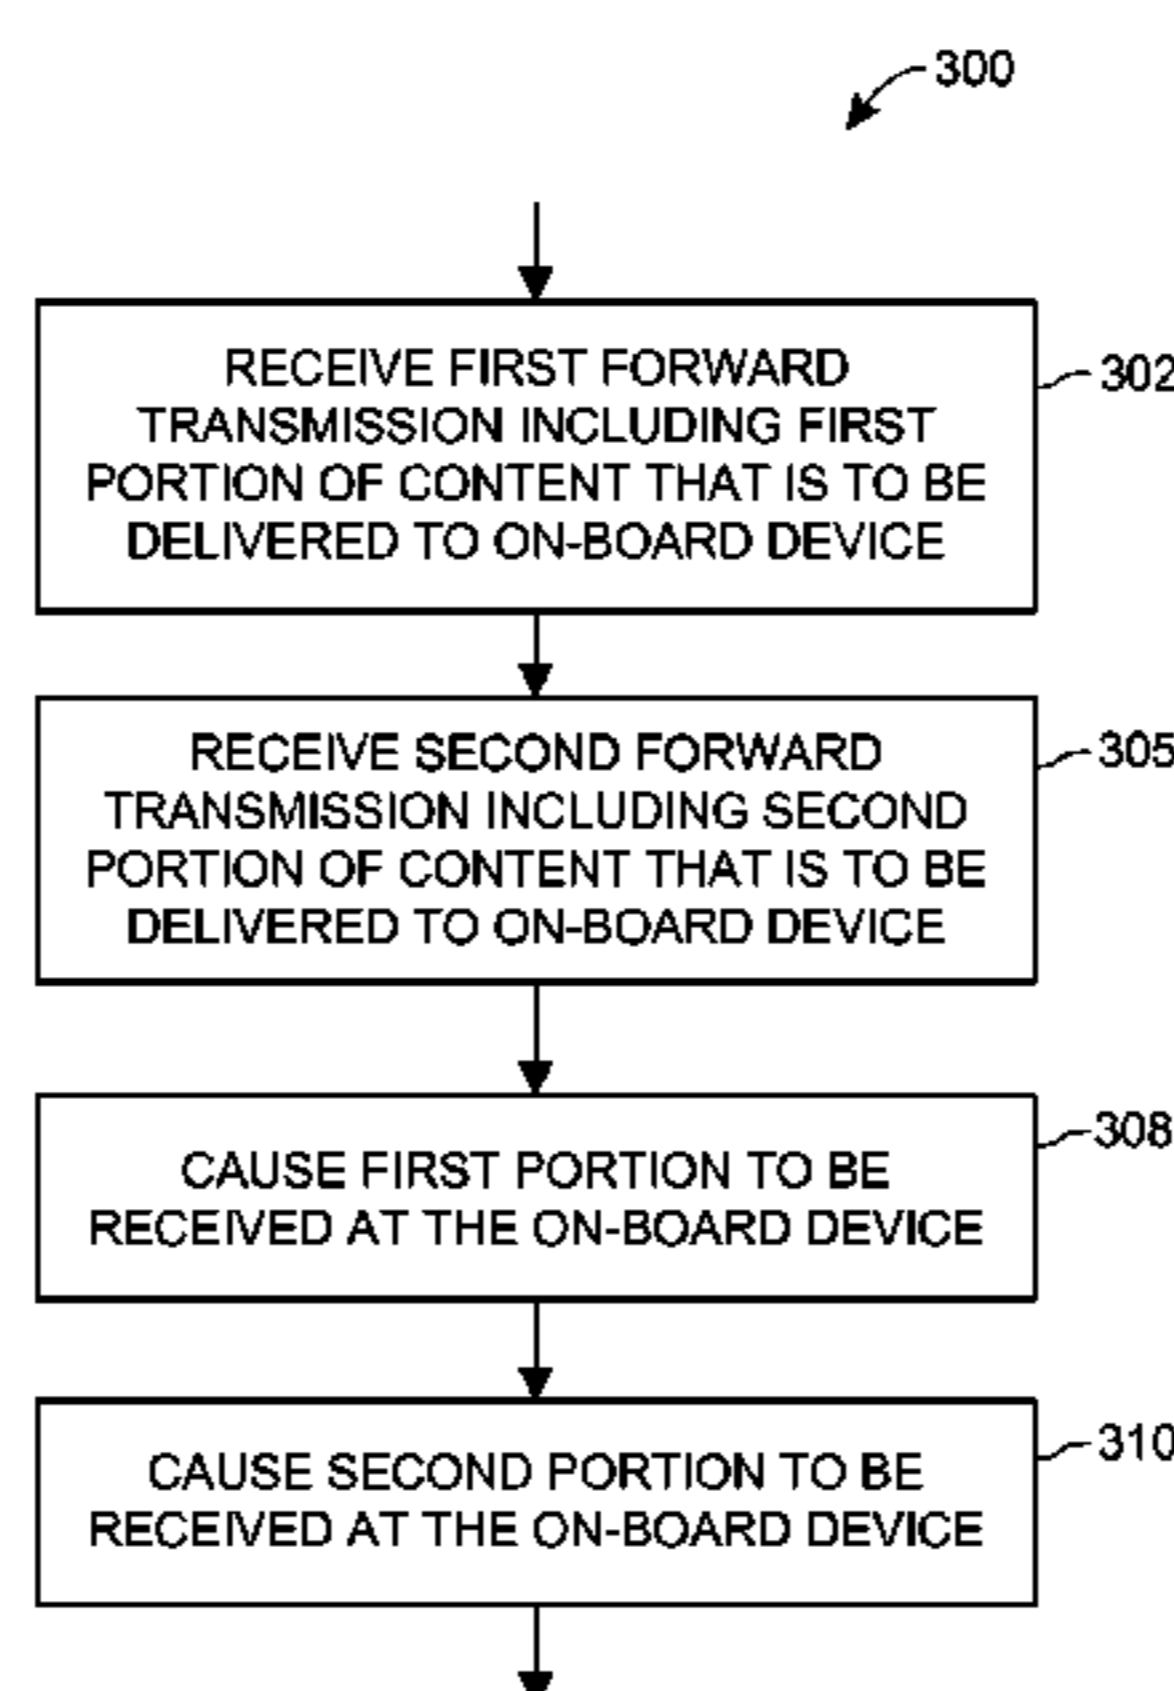 300
RECEIVE FIRST FORWARD
TRANSMISSION INCLUDING FIRST
PORTION OF CONTENT THAT IS TO BE
DELIVERED TO ON-BOARD DEVICE
302
RECEIVE SECOND FORWARD
TRANSMISSION INCLUDING SECOND
PORTION OF CONTENT THAT IS TO BE
DELIVERED TO ON-BOARD DEVICE
305
CAUSE FIRST PORTION TO BE
RECEIVED AT THE ON-BOARD DEVICE
308
CAUSE SECOND PORTION TO BE
RECEIVED AT THE ON-BOARD DEVICE
310